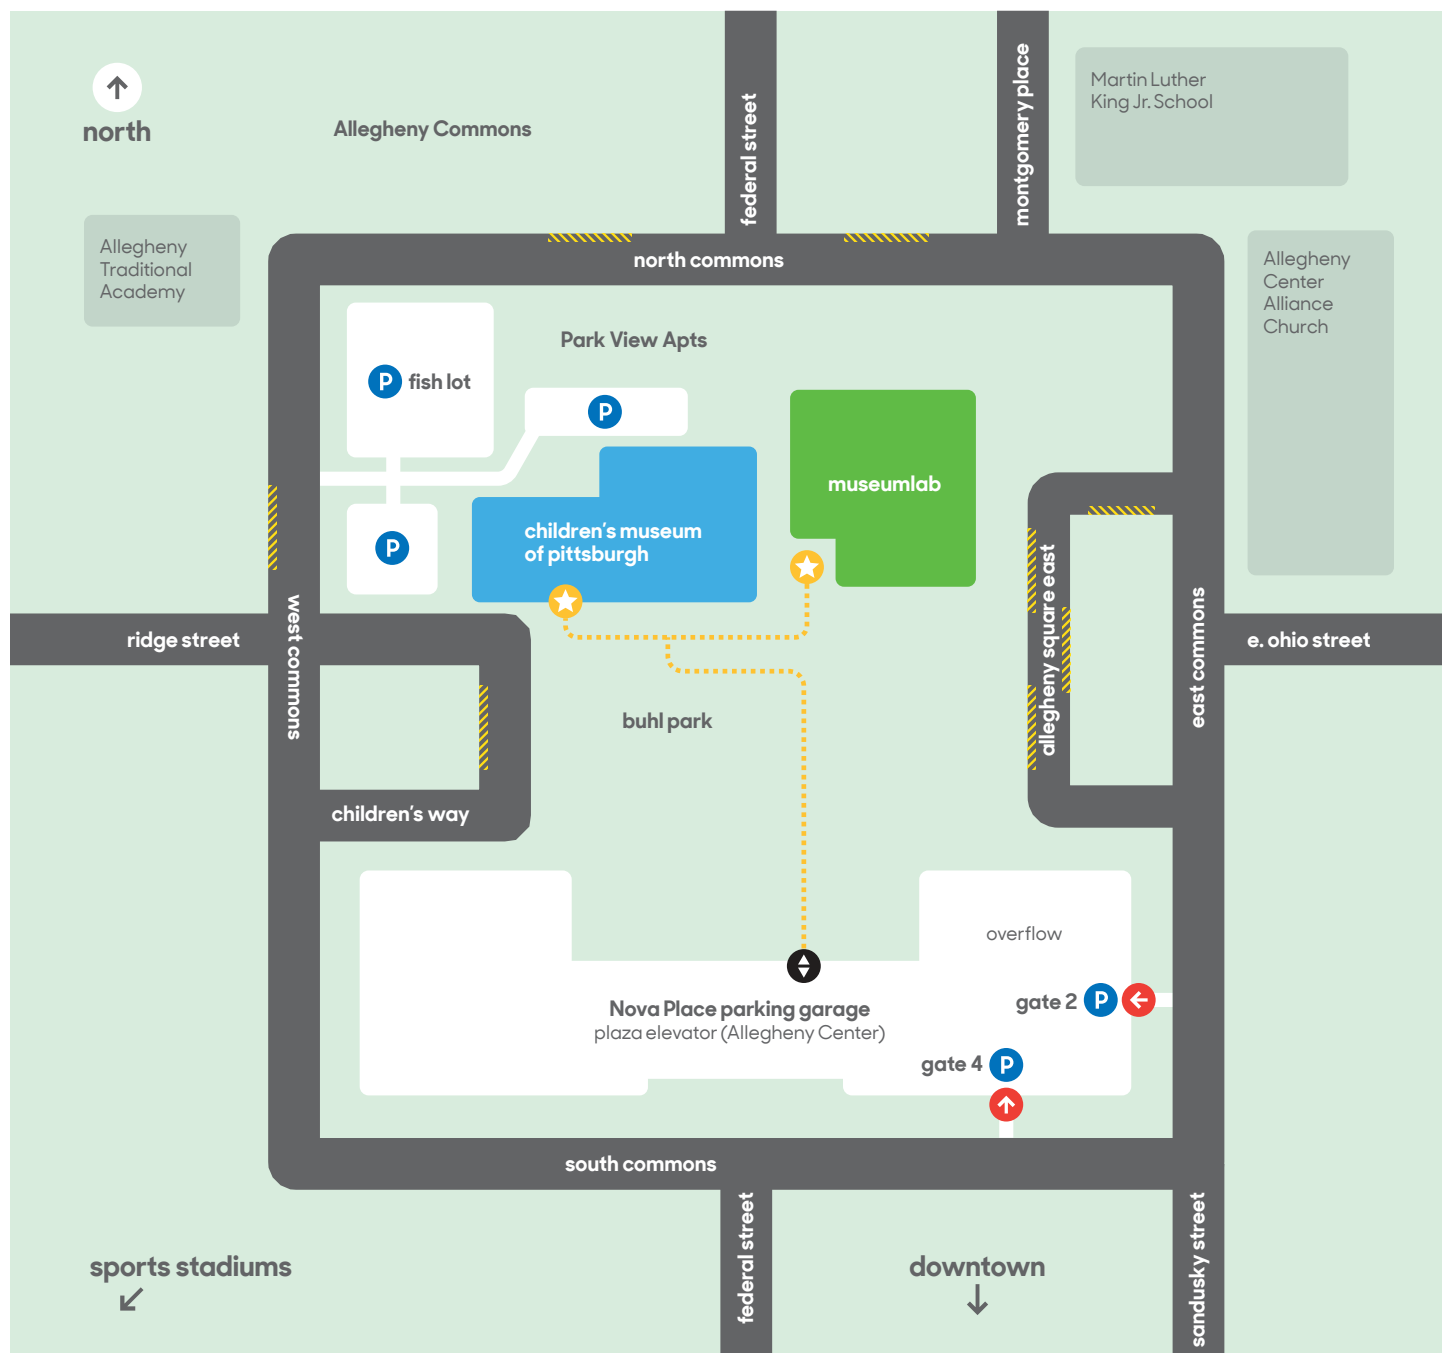 north
Allegheny Commons
federal street
montgomery place
Martin Luther
King Jr. School
Allegheny
Traditional
Academy
north commons
Allegheny
Center
Alliance
Church
Park View Apts
P fish lot
P
museumlab
children's museum
of pittsburgh
P
ridge street
west commons
allegheny square east
east commons
e. ohio street
buhl park
children's way
overflow
gate 2 P
Nova Place parking garage
plaza elevator (Allegheny Center)
gate 4 P
south commons
federal street
sandusky street
sports stadiums
downtown